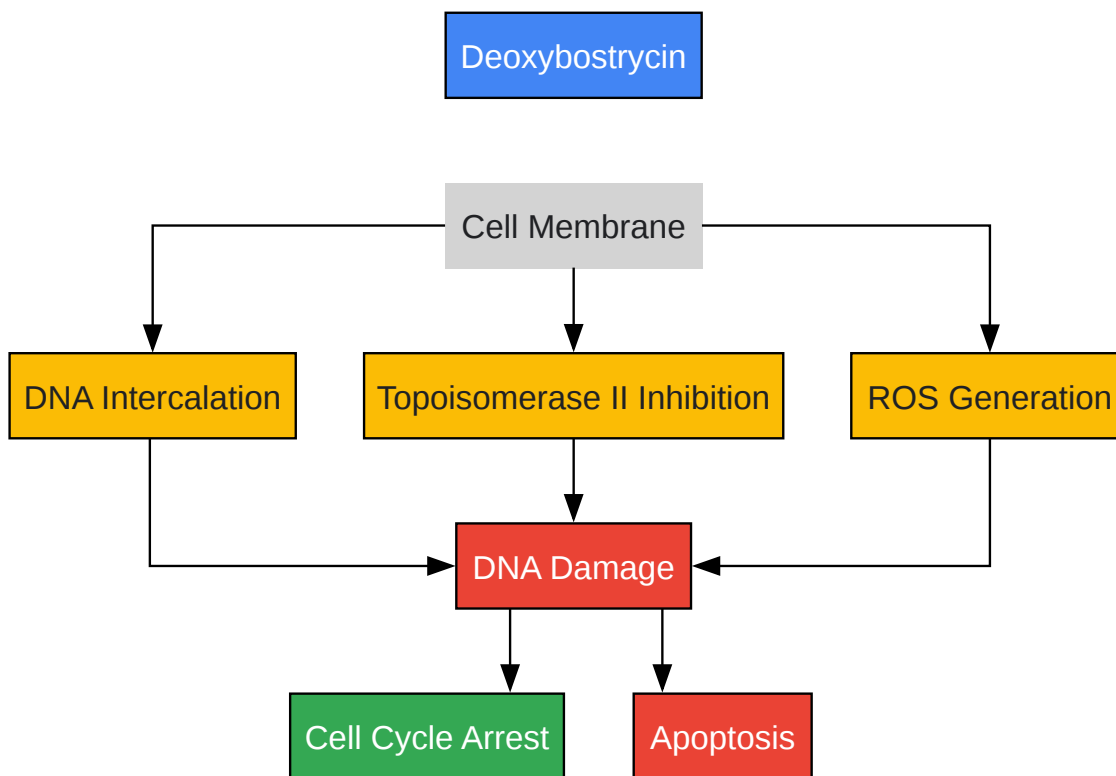 Deoxybostrycin
Cell Membrane
DNA Intercalation
Topoisomerase II Inhibition
ROS Generation
DNA Damage
Cell Cycle Arrest
Apoptosis